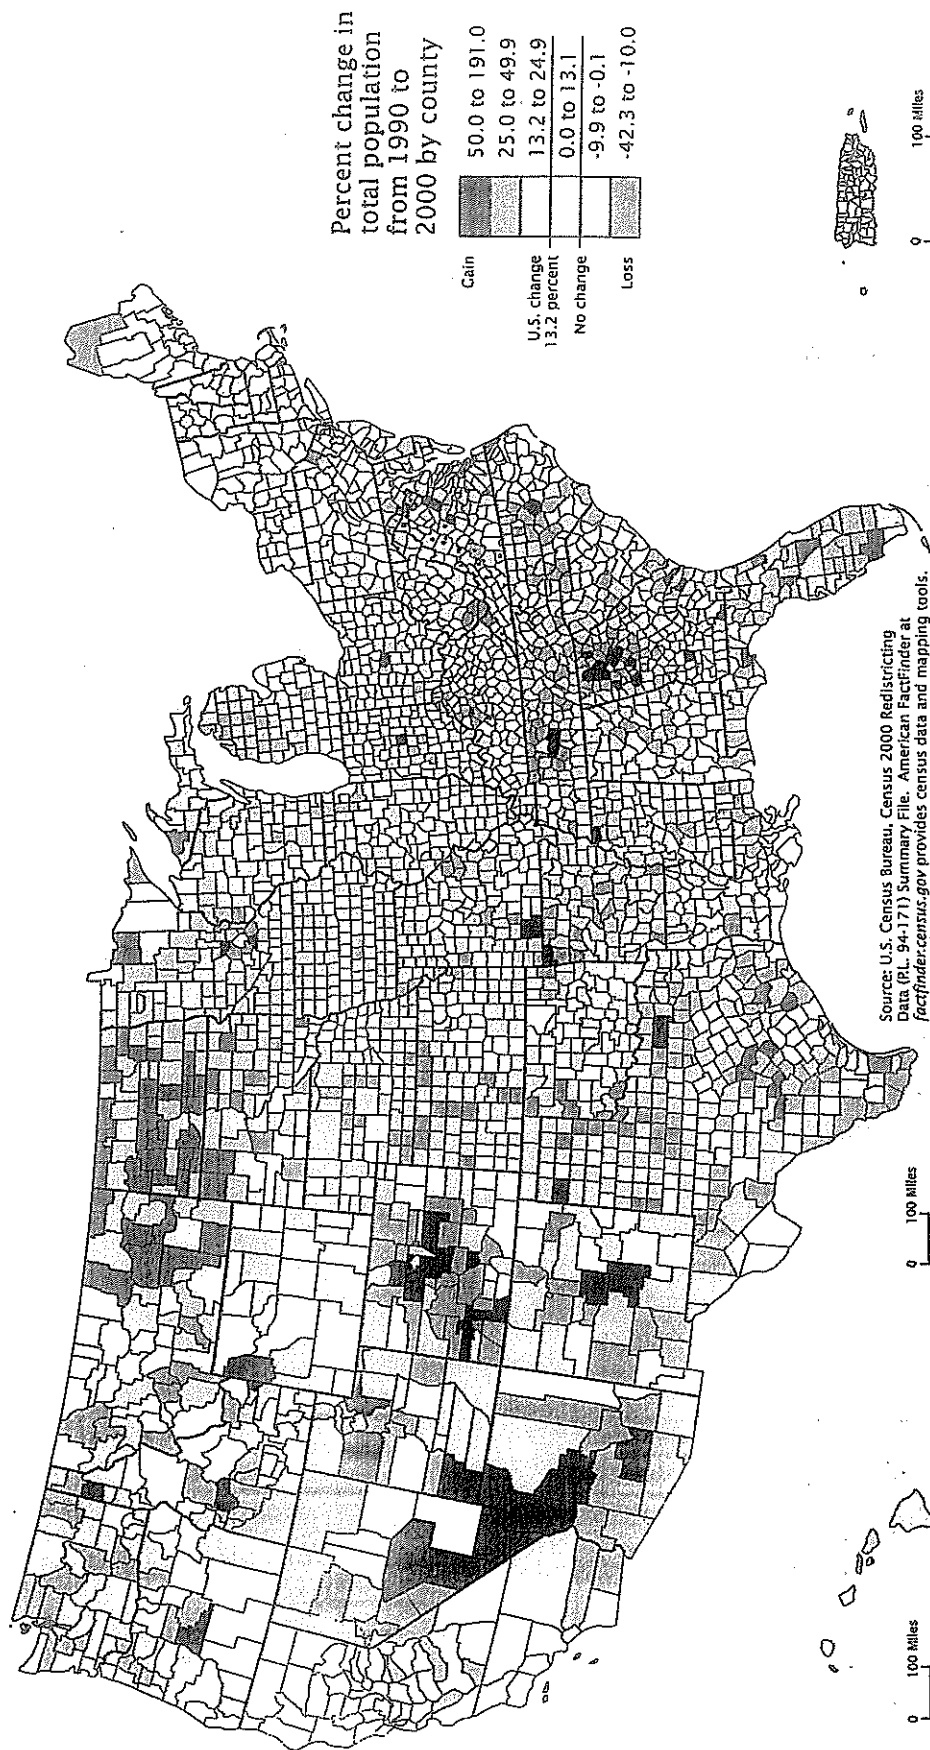 Percent change in
total population
from 1990 to
2000 by county
Gain
50.0 to 191.0
25.0 to 49.9
13.2 to 24.9
U.S. change
13.2 percent
0.0 to 13.1
No change
-9.9 to -0.1
Loss
-42.3 to -10.0
Source: U.S. Census Bureau, Census 2000 Redistricting
Data (P.L. 94-171) Summary File. American FactFinder at
factfinder.census.gov provides census data and mapping tools.
0 100 Miles
0 100 Miles
0 100 Miles